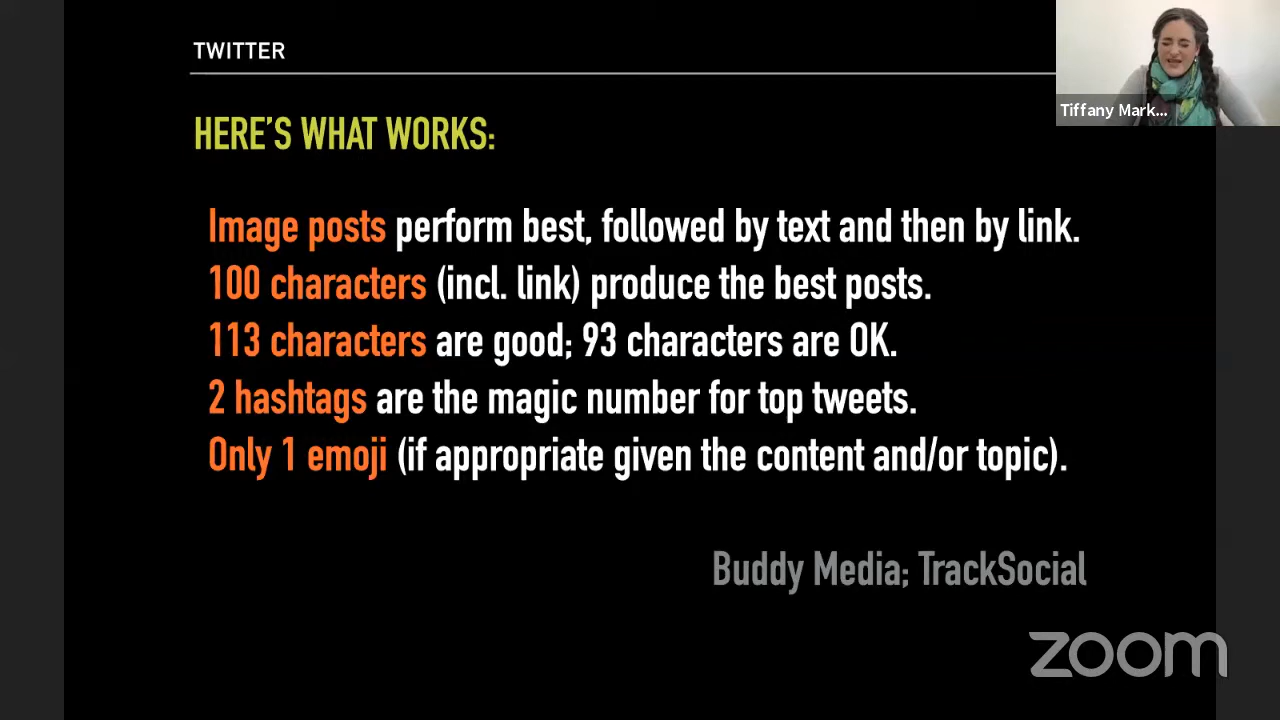 TWITTER
Tiffany Mark...
HERE'S WHAT WORKS:
Image posts perform best, followed by text and then by link.
100 characters (incl. link) produce the best posts.
113 characters are good; 93 characters are OK.
2 hashtags are the magic number for top tweets.
Only 1 emoji (if appropriate given the content and/or topic).
Buddy Media; TrackSocial
zoom